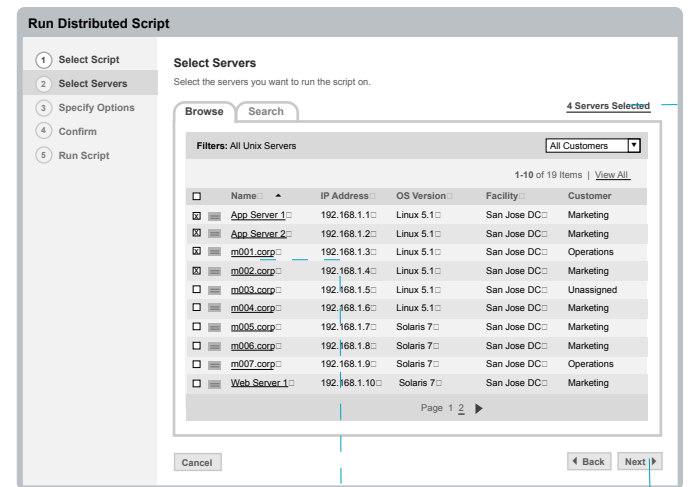 Run Distributed Script
1 Select Script
2 Select Servers
3 Specify Options
4 Confirm
5 Run Script
Select Servers
Select the servers you want to run the script on.
Browse Search 4 Servers Selected
Filters: All Unix Servers All Customers
1-10 of 19 Items | View All
Name IP Address OS Version Facility Customer
App Server 1 192.168.1.1 Linux 5.1 San Jose DC Marketing
App Server 2 192.168.1.2 Linux 5.1 San Jose DC Marketing
m001.corp 192.168.1.3 Linux 5.1 San Jose DC Operations
m002.corp 192.168.1.4 Linux 5.1 San Jose DC Marketing
m003.corp 192.168.1.5 Linux 5.1 San Jose DC Unassigned
m004.corp 192.168.1.6 Linux 5.1 San Jose DC Marketing
m005.corp 192.168.1.7 Solaris 7 San Jose DC Marketing
m006.corp 192.168.1.8 Solaris 7 San Jose DC Marketing
m007.corp 192.168.1.9 Solaris 7 San Jose DC Operations
Web Server 1 192.168.1.10 Solaris 7 San Jose DC Marketing
Page 1 2
Cancel Back Next